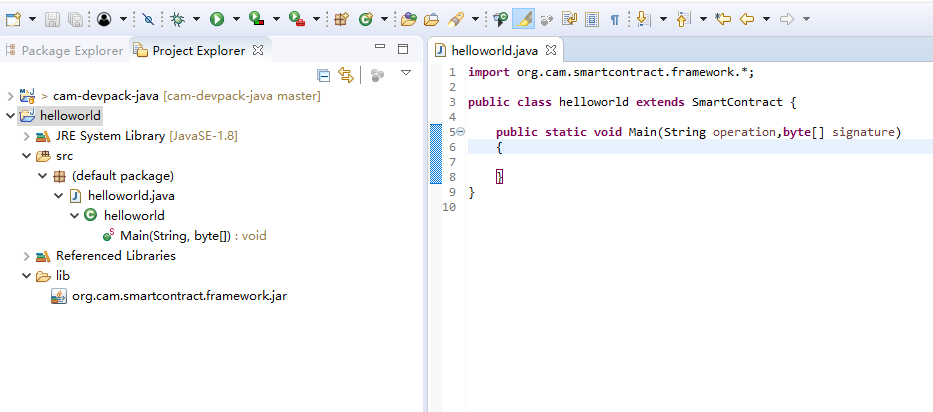 Package Explorer
Project Explorer
> cam-devpack-java [cam-devpack-java master]
helloworld
JRE System Library [JavaSE-1.8]
src
(default package)
helloworld.java
helloworld
Main(String, byte[]) : void
Referenced Libraries
lib
org.cam.smartcontract.framework.jar
helloworld.java
1 import org.cam.smartcontract.framework.*;
2
3 public class helloworld extends SmartContract {
4
5 public static void Main(String operation,byte[] signature)
6 {
7
8 }
9 }
10